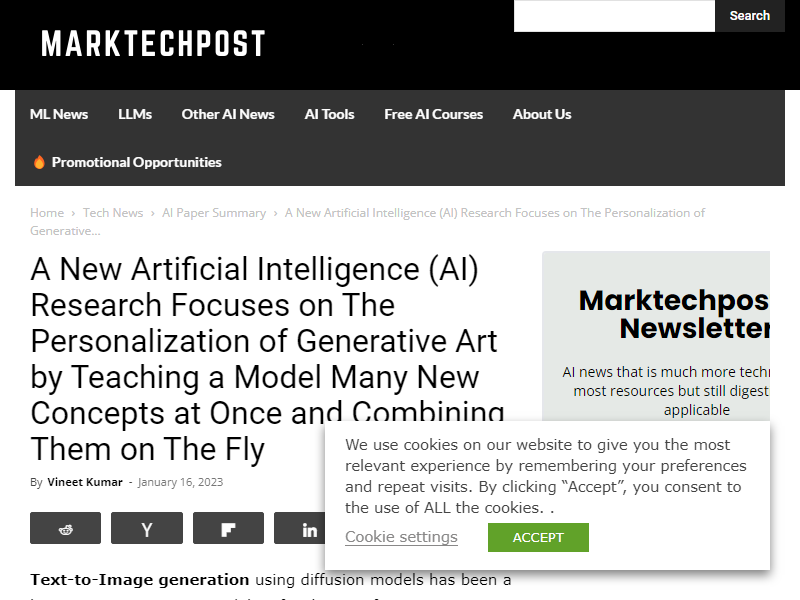 Search
MARKTECHPOST
ML News LLMs Other AI News AI Tools Free AI Courses About Us
Promotional Opportunities
Home › Tech News › AI Paper Summary › A New Artificial Intelligence (AI) Research Focuses on The Personalization of
Generative...
A New Artificial Intelligence (AI)
Research Focuses on The
Personalization of Generative Art
by Teaching a Model Many New
Concepts at Once and Combining
Them on The Fly
By Vineet Kumar - January 16, 2023
Marktechpos
Newsletter
AI news that is much more techn
most resources but still digest
applicable
We use cookies on our website to give you the most
relevant experience by remembering your preferences
and repeat visits. By clicking “Accept”, you consent to
the use of ALL the cookies. .
Cookie settings ACCEPT
Text-to-Image generation using diffusion models has been a